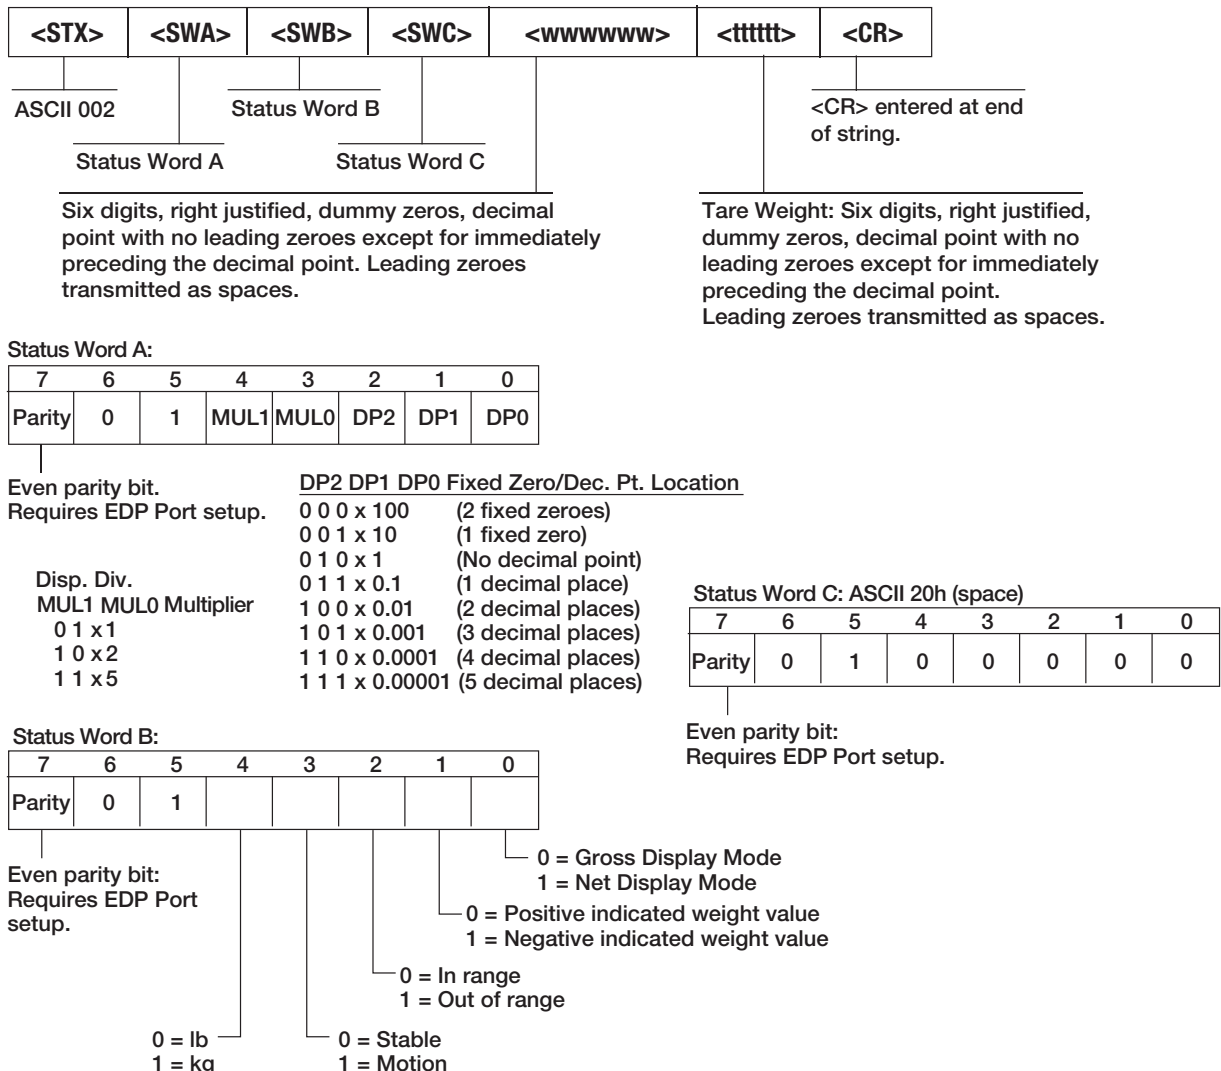 <STX> <SWA> <SWB> <SWC> <wwwwww> <tttttt> <CR>
ASCII 002
Status Word B
<CR> entered at end
of string.
Status Word A
Status Word C
Six digits, right justified, dummy zeros, decimal
point with no leading zeroes except for immediately
preceding the decimal point. Leading zeroes
transmitted as spaces.
Tare Weight: Six digits, right justified,
dummy zeros, decimal point with no
leading zeroes except for immediately
preceding the decimal point.
Leading zeroes transmitted as spaces.
Status Word A:
7 6 5 4 3 2 1 0
Parity 0 1 MUL1 MUL0 DP2 DP1 DP0
Even parity bit.
Requires EDP Port setup.
Disp. Div.
MUL1 MUL0 Multiplier
0 1 x 1
1 0 x 2
1 1 x 5
DP2 DP1 DP0 Fixed Zero/Dec. Pt. Location
0 0 0 x 100 (2 fixed zeroes)
0 0 1 x 10 (1 fixed zero)
0 1 0 x 1 (No decimal point)
0 1 1 x 0.1 (1 decimal place)
1 0 0 x 0.01 (2 decimal places)
1 0 1 x 0.001 (3 decimal places)
1 1 0 x 0.0001 (4 decimal places)
1 1 1 x 0.00001 (5 decimal places)
Status Word C: ASCII 20h (space)
7 6 5 4 3 2 1 0
Parity 0 1 0 0 0 0 0
Even parity bit:
Requires EDP Port setup.
Status Word B:
7 6 5 4 3 2 1 0
Parity 0 1
Even parity bit:
Requires EDP Port
setup.
0 = Gross Display Mode
1 = Net Display Mode
0 = Positive indicated weight value
1 = Negative indicated weight value
0 = In range
1 = Out of range
0 = lb
1 = kg
0 = Stable
1 = Motion